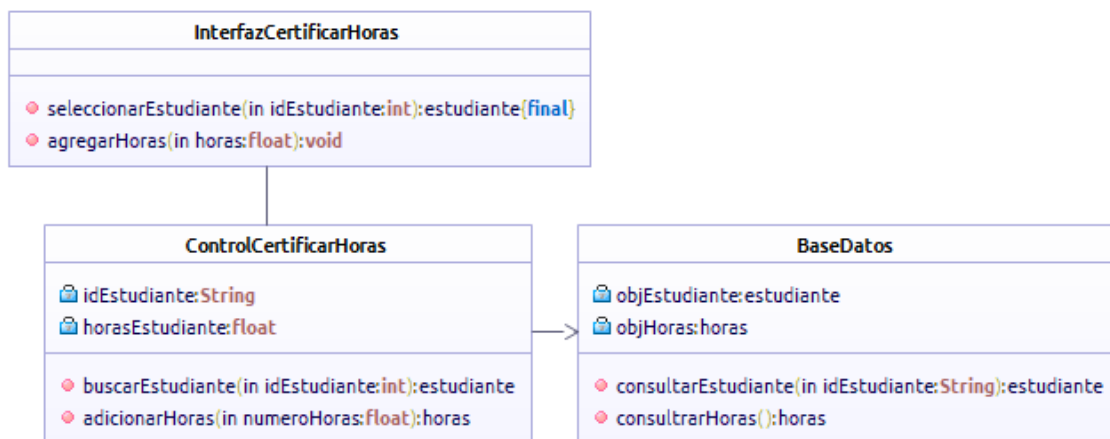 InterfazCertificarHoras
seleccionarEstudiante(in idEstudiante:int):estudiante{final}
agregarHoras(in horas:float):void
ControlCertificarHoras
idEstudiante:String
horasEstudiante:float
buscarEstudiante(in idEstudiante:int):estudiante
adicionarHoras(in numeroHoras:float):horas
BaseDatos
objEstudiante:estudiante
objHoras:horas
consultarEstudiante(in idEstudiante:String):estudiante
consultrarHoras():horas